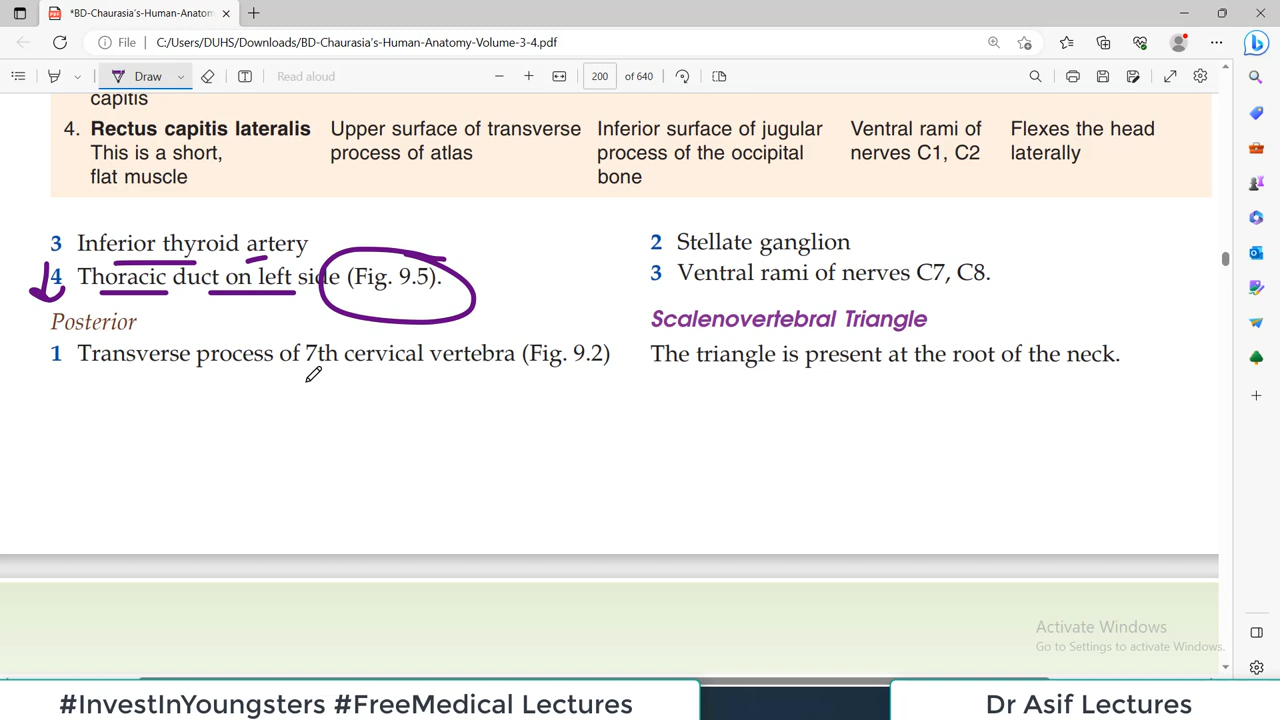 *BD-Chaurasia's-Human-Anatom
File
C:/Users/DUHS/Downloads/BD-Chaurasia's-Human-Anatomy-Volume-3-4.pdf
Draw
Read aloud
200
of 640
capitis
4. Rectus capitis lateralis
This is a short,
flat muscle
Upper surface of transverse
process of atlas
Inferior surface of jugular
process of the occipital
bone
Ventral rami of
nerves C1, C2
Flexes the head
laterally
3 Inferior thyroid artery
4 Thoracic duct on left side (Fig. 9.5).
Posterior
1 Transverse process of 7th cervical vertebra (Fig. 9.2)
2 Stellate ganglion
3 Ventral rami of nerves C7, C8.
Scalenovertebral Triangle
The triangle is present at the root of the neck.
Activate Windows
Go to Settings to activate Windows.
#InvestInYoungsters #FreeMedical Lectures
Dr Asif Lectures